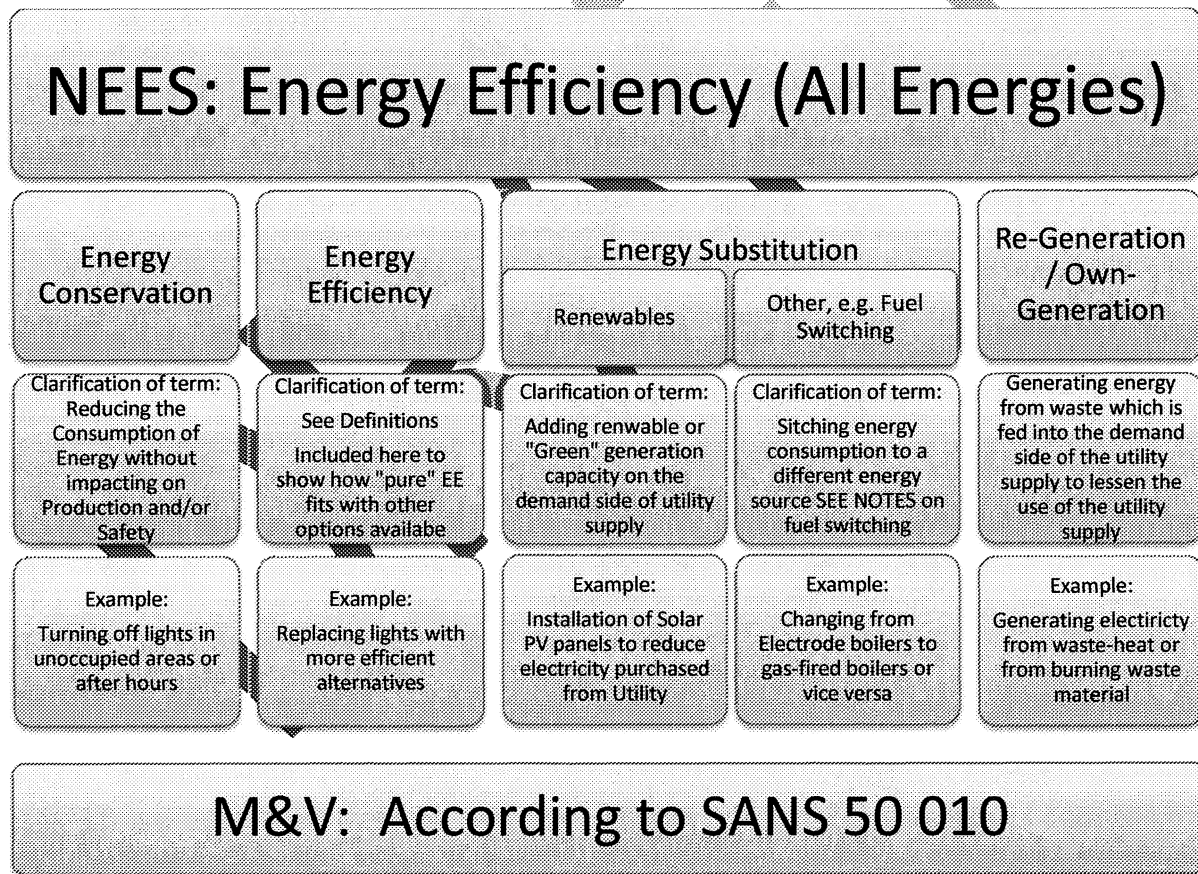 NEES: Energy Efficiency (All Energies)
Energy
Conservation
Energy
Efficiency
Energy Substitution
Renewables
Other, e.g. Fuel
Switching
Re-Generation
/ Own-
Generation
Clarification of term:
Reducing the
Consumption of
Energy without
impacting on
Production and/or
Safety
Clarification of term:
See Definitions
Included here to
show how "pure" EE
fits with other
options availabe
Clarification of term:
Adding renwable or
"Green" generation
capacity on the
demand side of utility
supply
Clarification of term:
Sitching energy
consumption to a
different energy
source SEE NOTES on
fuel switching
Generating energy
from waste which is
fed into the demand
side of the utility
supply to lessen the
use of the utility
supply
Example:
Turning off lights in
unoccupied areas or
after hours
Example:
Replacing lights with
more efficient
alternatives
Example:
Installation of Solar
PV panels to reduce
electricity purchased
from Utility
Example:
Changing from
Electrode boilers to
gas-fired boilers or
vice versa
Example:
Generating electiricty
from waste-heat or
from burning waste
material
M&V: According to SANS 50 010